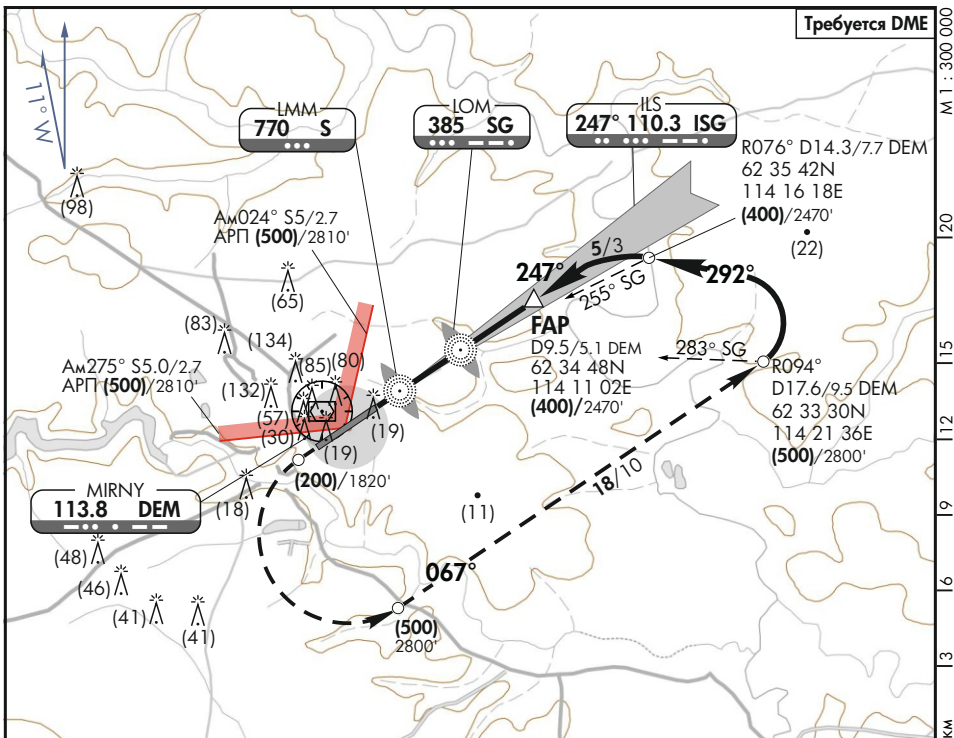 Требуется DME
M 1 : 300 000
11° W
LMM
770 S
LOM
385 SG
ILS
247° 110.3 ISG
R076° D14.3/7.7 DEM
62 35 42N
114 16 18E
(400)/2470'
(98)
Ам024° S5/2.7
АРП (500)/2810'
(22)
20
5/3
247°
292°
255° SG
(65)
FAP
D9.5/5.1 DEM
62 34 48N
114 11 02E
(400)/2470'
(83)
(134)
283° SG
15
R094°
D17.6/9.5 DEM
62 33 30N
114 21 36E
(500)/2800'
(85)
(80)
Ам275° S5.0/2.7
АРП (500)/2810'
(132)
(57)
(30)
(19)
(19)
12
(200)/1820'
18/10
MIRNY
113.8 DEM
(18)
(11)
9
(48)
067°
(46)
6
(41)
(41)
(500)
2800'
3
КМ